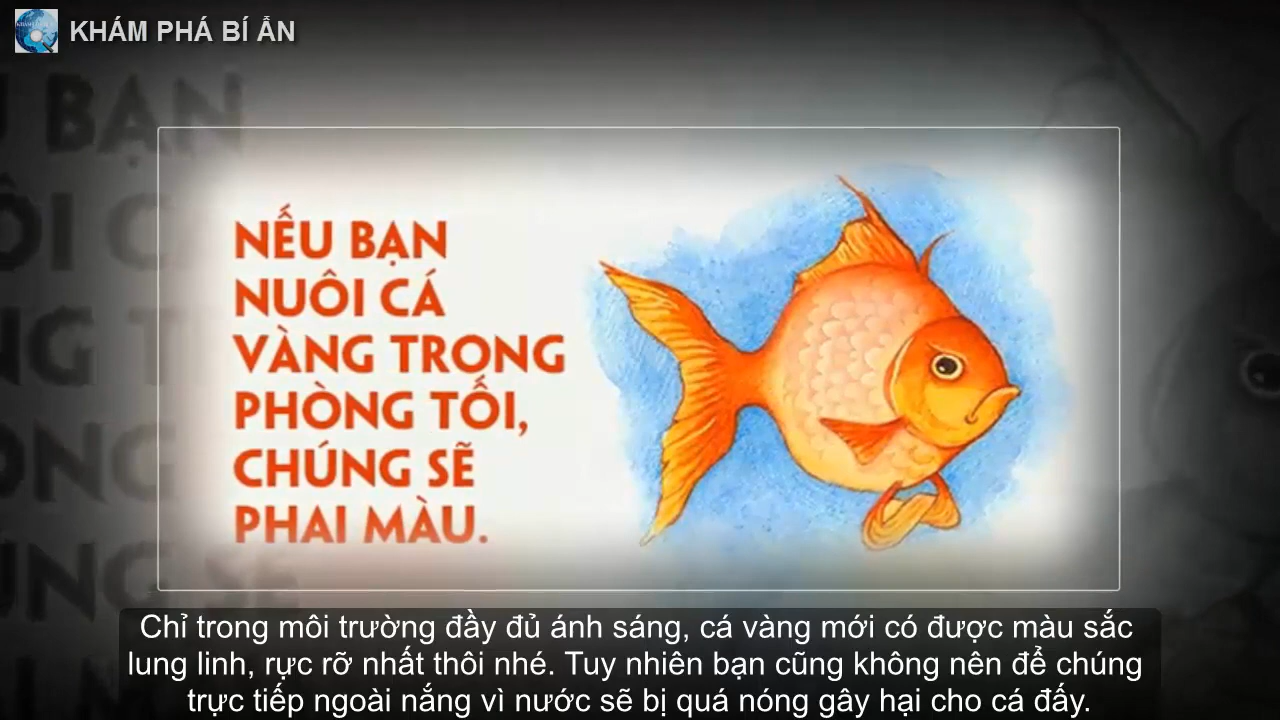 KHÁM PHÁ BÍ ẨN
NẾU BẠN
NUÔI CÁ
VÀNG TRONG
PHÒNG TỐI,
CHÚNG SẼ
PHAI MÀU.
Chỉ trong môi trường đầy đủ ánh sáng, cá vàng mới có được màu sắc
lung linh, rực rỡ nhất thôi nhé. Tuy nhiên bạn cũng không nên để chúng
trực tiếp ngoài nắng vì nước sẽ bị quá nóng gây hại cho cá đấy.